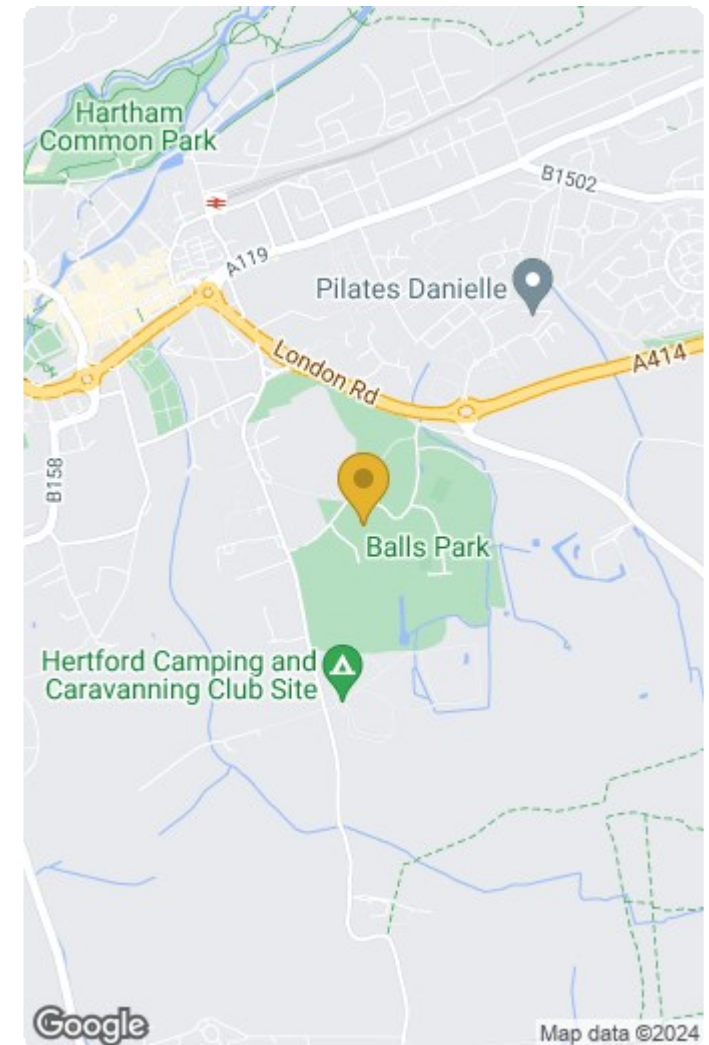 Hartham
Common Park
B1502
A119
Pilates Danielle
London Rd
A414
B158
Balls Park
Hertford Camping and
Caravanning Club Site
Google
Map data ©2024